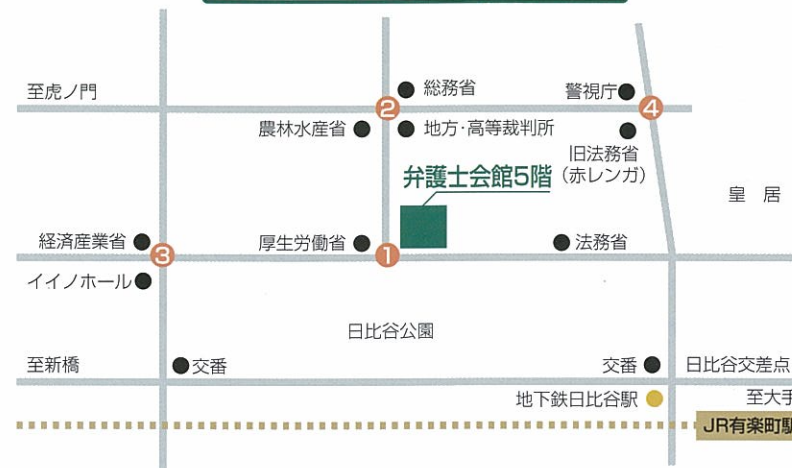 総務省
警視庁
至虎ノ門
② ④
農林水産省
地方・高等裁判所
旧法務省
(赤レンガ)
弁護士会館5階
皇 居
経済産業省
厚生労働省
法務省
③ ①
イイノホール
日比谷公園
至新橋
交番
交番
日比谷交差点
地下鉄日比谷駅
至大手
JR有楽町駅